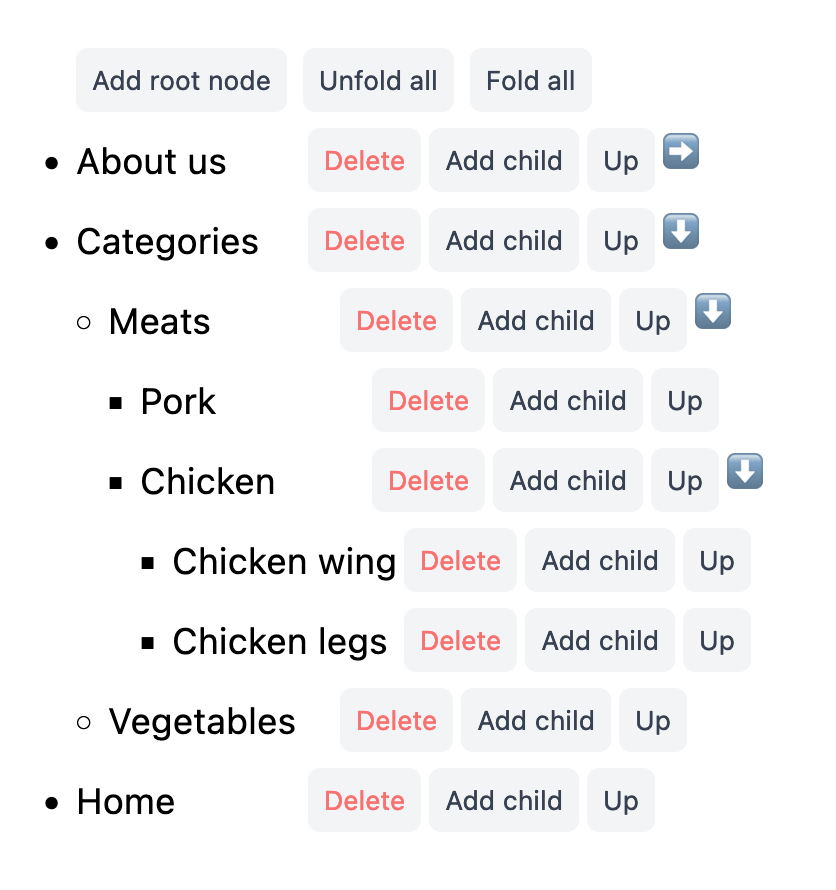 Add root node Unfold all Fold all
About us Delete Add child Up
Categories Delete Add child Up
Meats Delete Add child Up
Pork Delete Add child Up
Chicken Delete Add child Up
Chicken wing Delete Add child Up
Chicken legs Delete Add child Up
Vegetables Delete Add child Up
Home Delete Add child Up